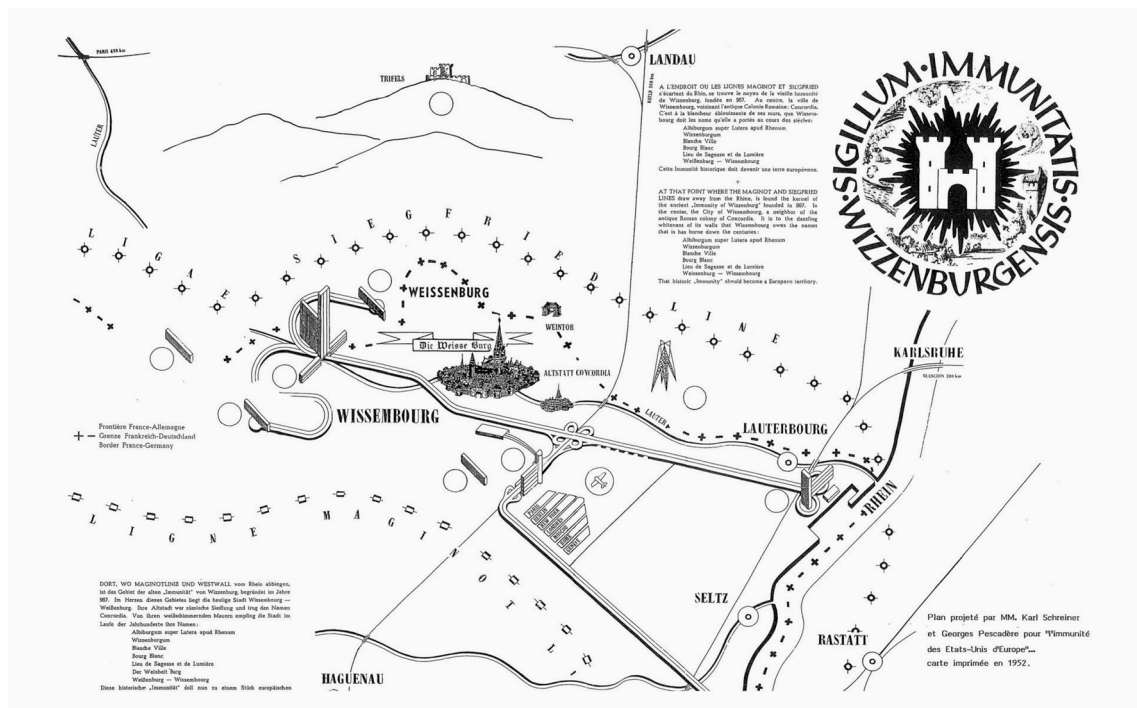 PARIS 450 km
LAUTER
TRIFELS
LANDAU
A L'ENDROIT OU LES LIGNES MAGINOT ET SIEGFRIED
s'écartent du Rhin, se trouve le noyau de la vieille Immunité
de Wissenburg, fondée en 967. Au centre, la ville de
Wissembourg, voisinant l'antique Colonie Romaine: Concordia.
C'est à la blancheur éblouissante de ses murs, que Wissem-
bourg doit les noms qu'elle a portés au cours des siècles:
Albiburgum super Lutera apud Rhenum
Wizzenburgum
Blanche Ville
Bourg Blanc
Lieu de Sagesse et de Lumière
Weißenburg — Wissembourg
Cette Immunité historique doit devenir une terre européenne.
+
AT THAT POINT WHERE THE MAGINOT AND SIEGFRIED
LINES draw away from the Rhine, is found the kernel of
the ancient „Immunity of Wizzenburg" founded in 967. In
the center, the City of Wissembourg, a neighbor of the
antique Roman colony of Concordia. It is to the dazzling
whiteness of its walls that Wissembourg owes the names
that is has borne down the centuries:
Albiburgum super Lutera apud Rhenum
Wizzenburgum
Blanche Ville
Bourg Blanc
Lieu de Sagesse et de Lumière
Weissenburg — Wissembourg
That historic „Immunity" should become a European territory.
SIGILLUM·IMMUNITATIS
·WIZZENBURGENSIS·
SIEGFRIED LINE
LIGNE
WEISSENBURG
WEINTOR
Die Weisse Burg
ALTSTATT CONCORDIA
KARLSRUHE
WISSEMBOURG
LAUTER
LAUTERBOURG
Frontière France-Allemagne
Grenze Frankreich-Deutschland
Border France-Germany
RHEIN
LIGNE MAGINOT
DORT, WO MAGINOTLINIE UND WESTWALL vom Rhein abbiegen,
ist das Gebiet der alten „Immunität" von Wizzenburg, begründet im Jahre
967. Im Herzen dieses Gebietes liegt die heutige Stadt Wissembourg —
Weißenburg. Ihre Altstadt war römische Siedlung und trug den Namen
Concordia. Von ihren weißschimmernden Mauern empfing die Stadt im
Laufe der Jahrhunderte ihre Namen:
Albiburgum super Lutera apud Rhenum
Wizzenburgum
Blanche Ville
Bourg Blanc
Lieu de Sagesse et de Lumière
Der Weisheit Burg
Weißenburg — Wissembourg
Diese historische „Immunität" soll nun zu einem Stück europäischen
SELTZ
RASTATT
HAGUENAU
Plan projeté par MM. Karl Schreiner
et Georges Pescadère pour "l'immunité
des Etats-Unis d'Europe"...
carte imprimée en 1952.